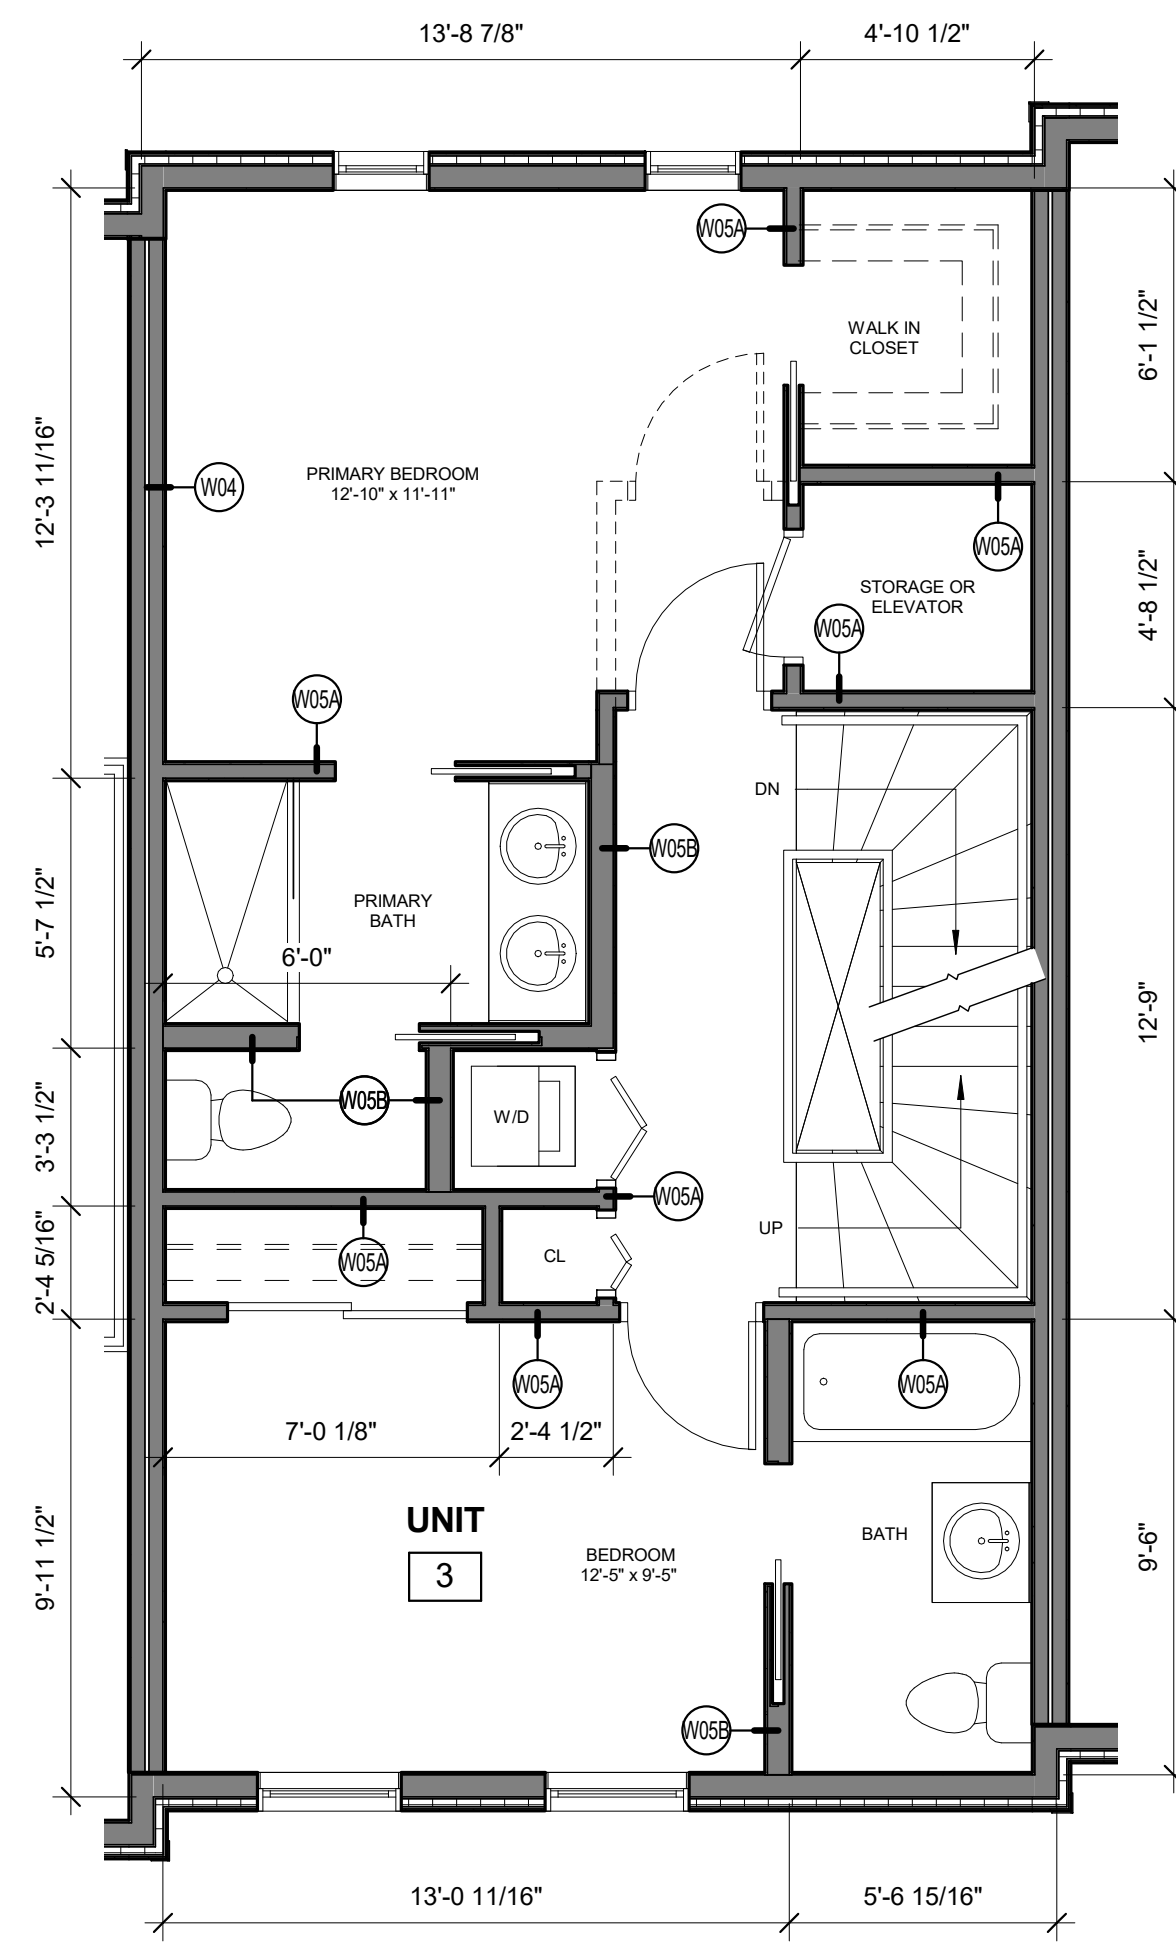 13'-8 7/8"
4'-10 1/2"
W05A
6'-1 1/2"
WALK IN
CLOSET
12'-3 11/16"
PRIMARY BEDROOM
12'-10" x 11'-11"
W04
W05A
STORAGE OR
ELEVATOR
4'-8 1/2"
W05A
W05A
DN
W05B
5'-7 1/2"
PRIMARY
BATH
6'-0"
12'-9"
3'-3 1/2"
W05B
W/D
W05A
UP
2'-4 5/16"
W05A
CL
W05A
W05A
7'-0 1/8"
2'-4 1/2"
UNIT
3
BEDROOM
12'-5" x 9'-5"
BATH
9'-11 1/2"
9'-6"
W05B
13'-0 11/16"
5'-6 15/16"